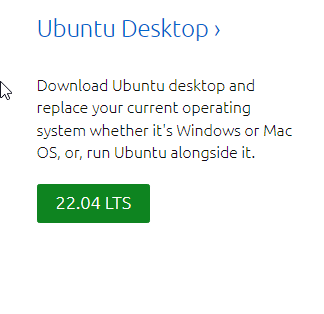 Ubuntu Desktop ›
Download Ubuntu desktop and
replace your current operating
system whether it's Windows or Mac
OS, or, run Ubuntu alongside it.
22.04 LTS